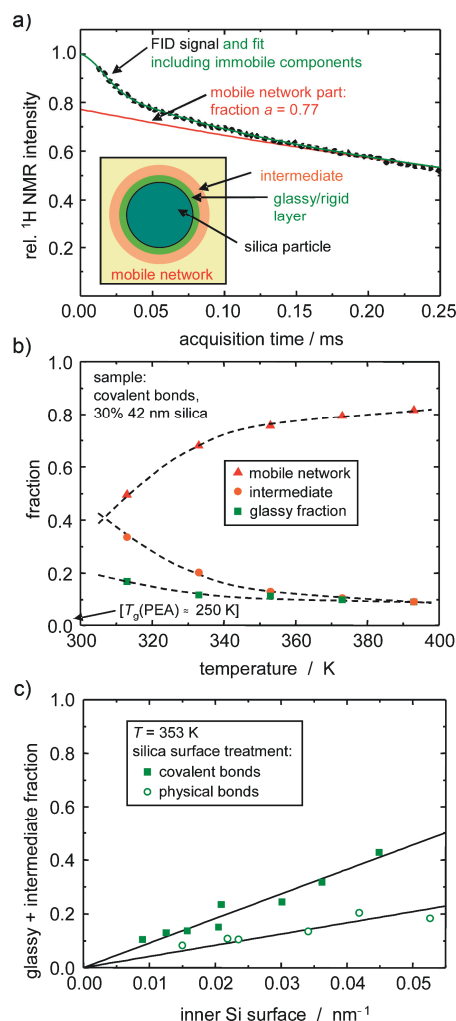 a)
1.0
0.8
0.6
0.4
0.2
0.00
0.05
0.10
0.15
0.20
0.25
rel. ¹H NMR intensity
acquisition time / ms
FID signal and fit
including immobile components
mobile network part:
fraction a = 0.77
intermediate
glassy/rigid
layer
silica particle
mobile network
b)
1.0
0.8
0.6
0.4
0.2
0.0
300
320
340
360
380
400
fraction
temperature / K
sample:
covalent bonds,
30% 42 nm silica
mobile network
intermediate
glassy fraction
[Tg(PEA) ≈ 250 K]
c)
1.0
0.8
0.6
0.4
0.2
0.0
0.00
0.01
0.02
0.03
0.04
0.05
glassy + intermediate fraction
inner Si surface / nm⁻¹
T = 353 K
silica surface treatment:
covalent bonds
physical bonds